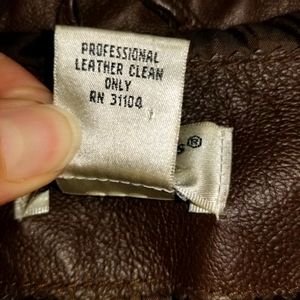 PROFESSIONAL
LEATHER CLEAN
ONLY
RN 31104
s®